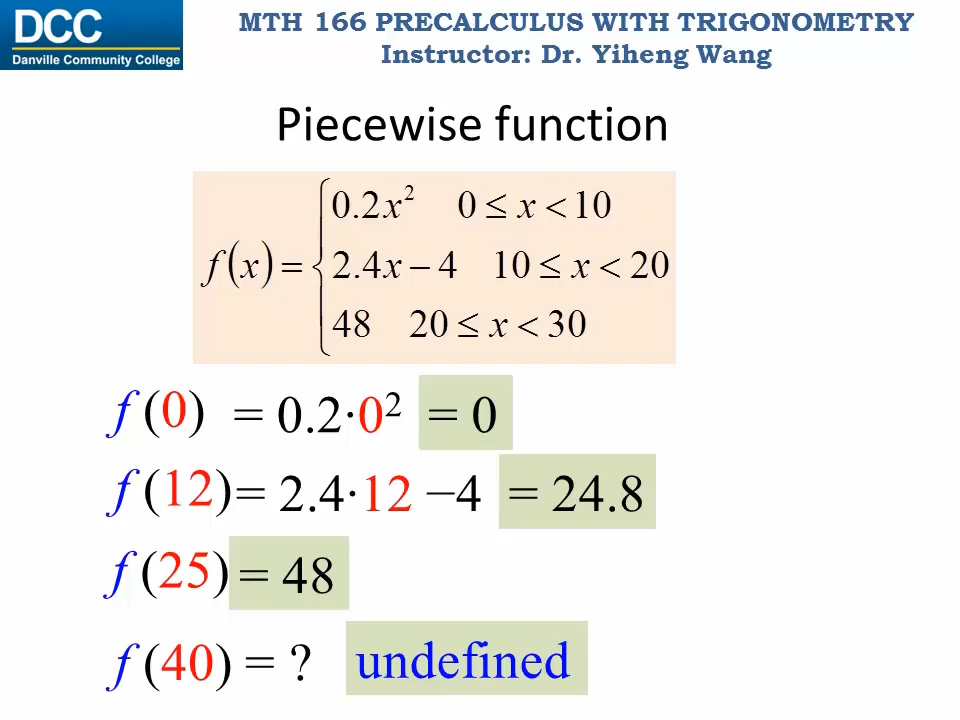 DCC
Danville Community College
MTH 166 PRECALCULUS WITH TRIGONOMETRY
Instructor: Dr. Yiheng Wang
Piecewise function
f(x) = { 0.2x² 0 ≤ x < 10
2.4x − 4 10 ≤ x < 20
48 20 ≤ x < 30
f (0) = 0.2·0² = 0
f (12) = 2.4·12 −4 = 24.8
f (25) = 48
f (40) = ? undefined